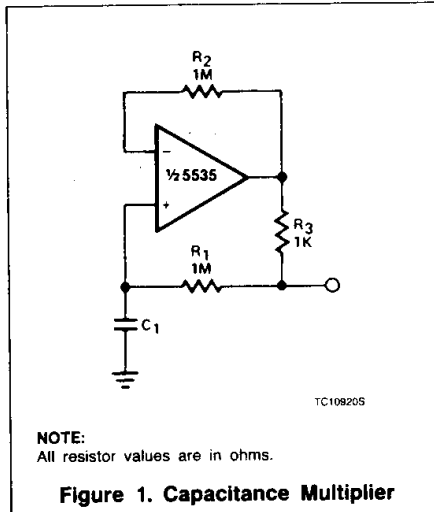 R2
1M
½ 5535
−
+
R3
1K
R1
1M
C1
TC10920S
NOTE:
All resistor values are in ohms.
Figure 1. Capacitance Multiplier